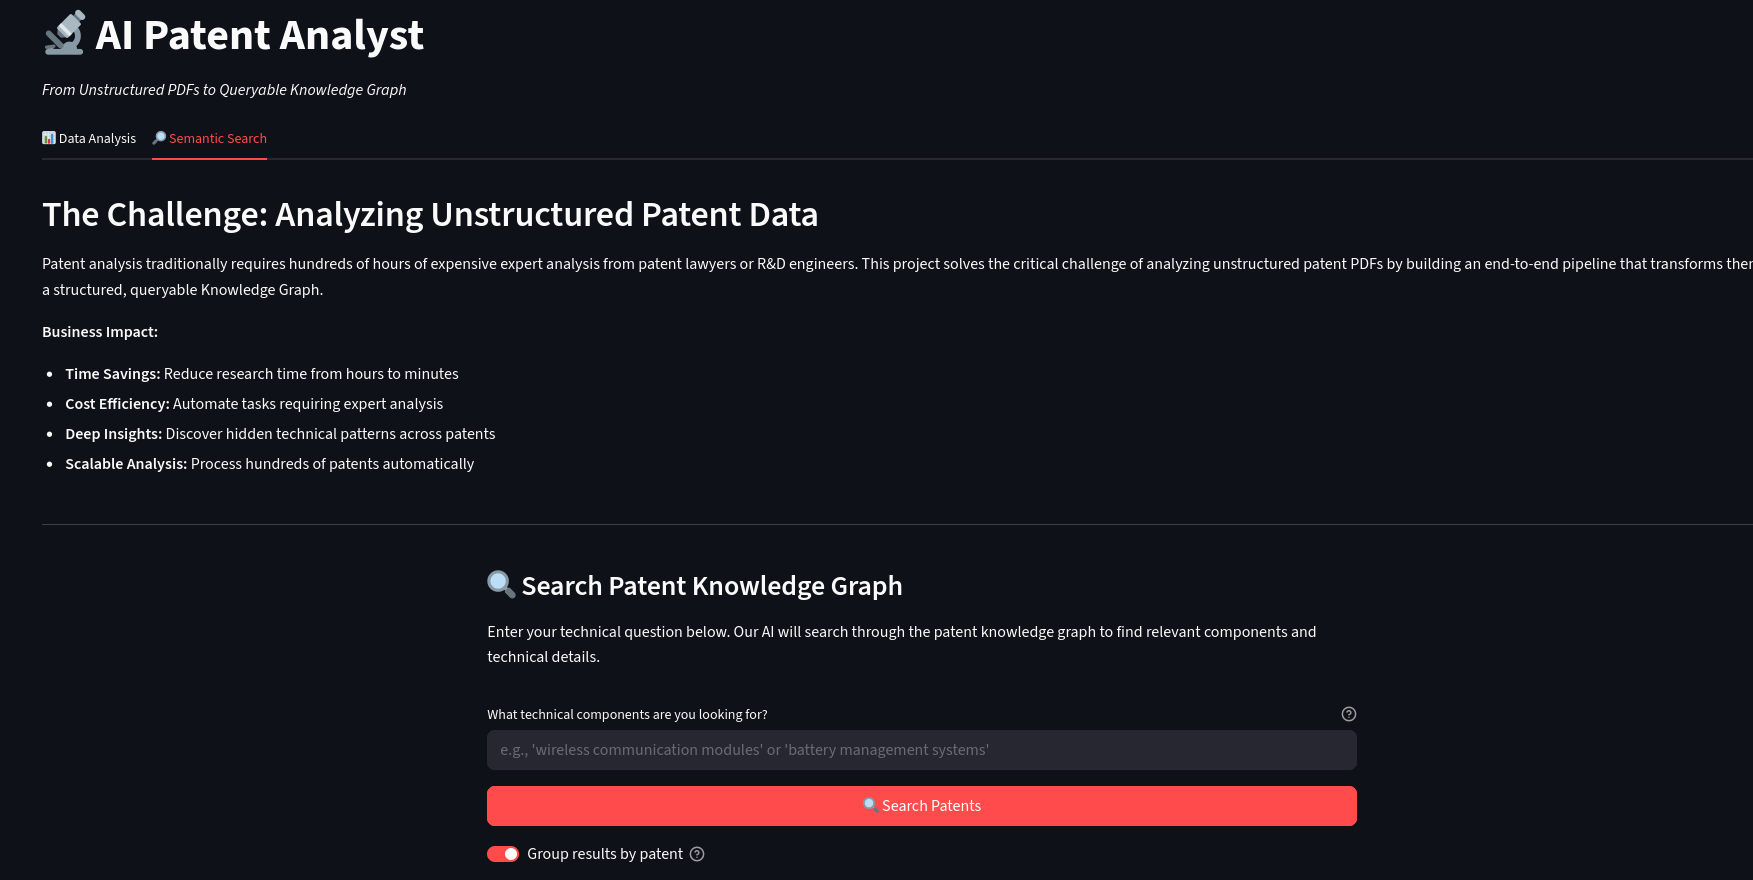 AI Patent Analyst
From Unstructured PDFs to Queryable Knowledge Graph
Data Analysis
Semantic Search
The Challenge: Analyzing Unstructured Patent Data
Patent analysis traditionally requires hundreds of hours of expensive expert analysis from patent lawyers or R&D engineers. This project solves the critical challenge of analyzing unstructured patent PDFs by building an end-to-end pipeline that transforms
a structured, queryable Knowledge Graph.
Business Impact:
• Time Savings: Reduce research time from hours to minutes
• Cost Efficiency: Automate tasks requiring expert analysis
• Deep Insights: Discover hidden technical patterns across patents
• Scalable Analysis: Process hundreds of patents automatically
Search Patent Knowledge Graph
Enter your technical question below. Our AI will search through the patent knowledge graph to find relevant components and
technical details.
What technical components are you looking for?
e.g., 'wireless communication modules' or 'battery management systems'
Search Patents
Group results by patent